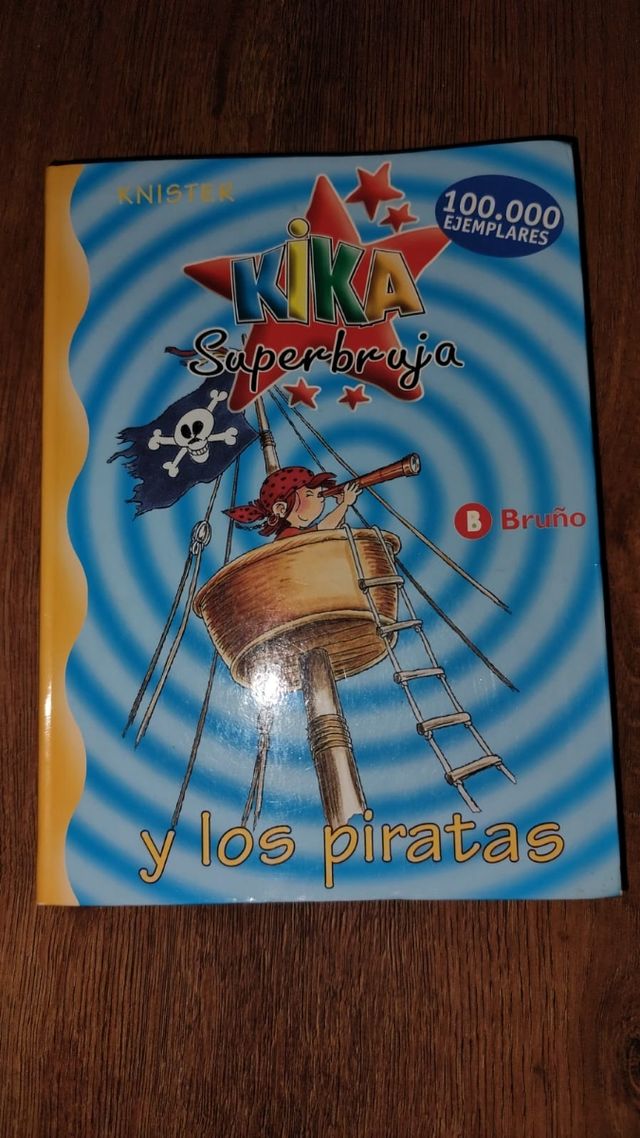 KNISTER
100.000
EJEMPLARES
KiKA
Superbruja
B Bruño
y los piratas